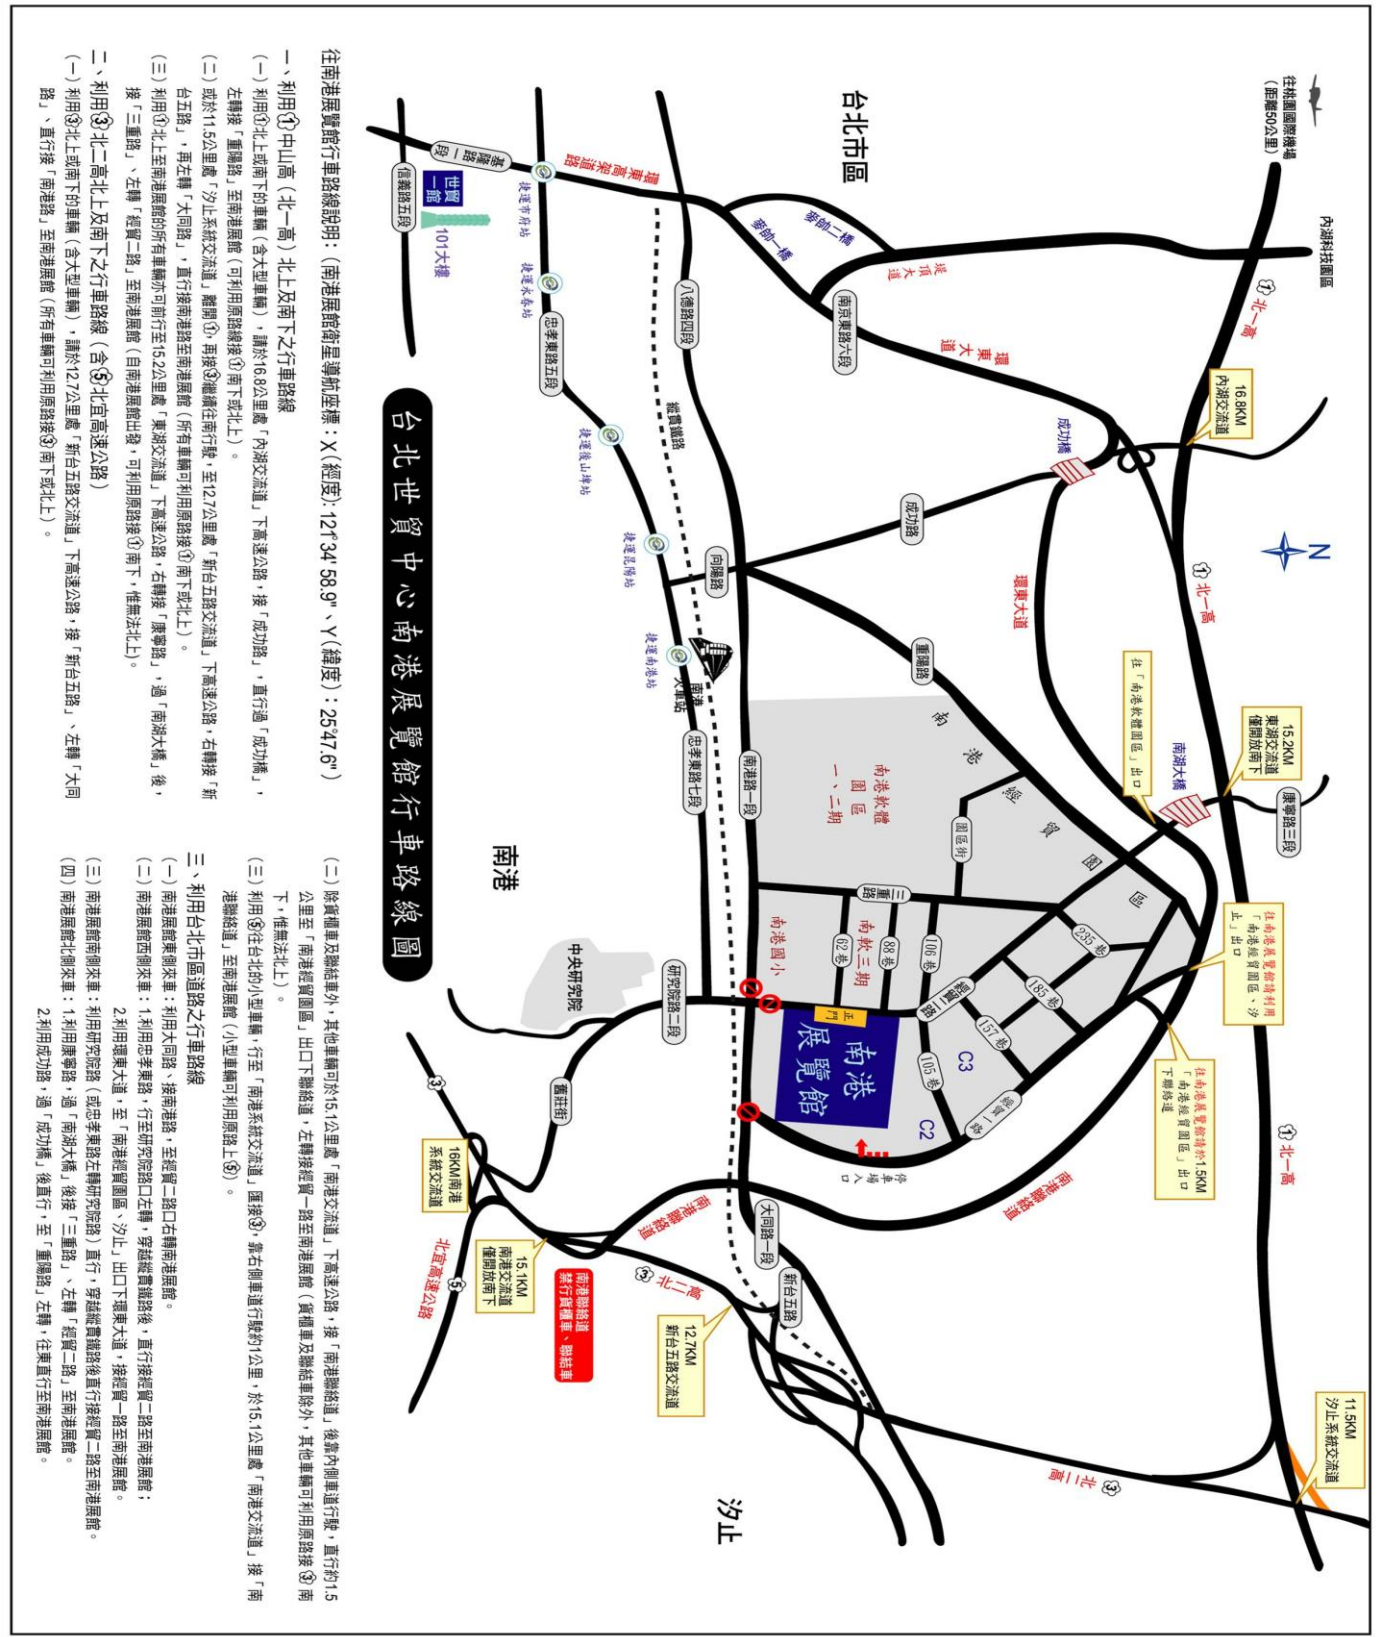 往桃園國際機場
(距離50公里)
內湖科技園區
台北市區
① 北一高
16.8KM
內湖交流道
N
① 北一高
15.2KM
東湖交流道
僅開放南下
康寧路三段
往南港展覽館請利用
「南港經貿園區、汐
止」出口
① 北一高
11.5KM
汐止系統交流道
麥帥二橋
麥帥一橋
堤頂大道
環東大道
環東高架道路
南京東路六段
成功橋
成功路
環東大道
往「南港軟體園區」出口
南湖大橋
往南港展覽館請於1.5KM
「南港經貿園區」出口
下聯絡道
八德路四段
縱貫鐵路
向陽路
重陽路
南港經貿園區
南港軟體
園區
一、二期
園區街
三重路
235巷
185巷
157巷
106巷
88巷
62巷
105巷
南軟三期
南港國小
經貿二路
經貿一路
C3
C2
正門
南港
展覽館
停車場入口
南港聯絡道
南港路一段
基隆路一段
信義路五段
世貿
一館
101大樓
捷運市府站
捷運永春站
忠孝東路五段
捷運後山埤站
捷運昆陽站
捷運南港站
南港
火車站
忠孝東路七段
南港
中央研究院
研究院路二段
舊莊街
大同路一段
新台五路
南港聯絡道
③ 北二高
③
16KM南港
系統交流道
15.1KM
南港交流道
僅開放南下
南港聯絡道
禁行貨櫃車、聯結車
12.7KM
新台五路交流道
北宜高速公路
⑤
北二高 ③
汐止
台北世貿中心南港展覽館行車路線圖
往南港展覽館行車路線說明：(南港展館衛星導航座標：X(經度):121°34' 58.9"、Y(緯度)：25°47.6")
一、利用①中山高(北一高)北上及南下之行車路線
(一)利用①北上或南下的車輛(含大型車輛)，請於16.8公里處「內湖交流道」下高速公路，接「成功路」，直行過「成功橋」，
左轉接「重陽路」至南港展館(可利用原路線接①南下或北上)。
(二)或於11.5公里處「汐止系統交流道」離開①，再接③繼續往南行駛，至12.7公里處「新台五路交流道」下高速公路，右轉接「新
台五路」，再左轉「大同路」，直行接南港路至南港展館(所有車輛可利用原路接①南下或北上)。
(三)利用①北上至南港展館的所有車輛亦可前行至15.2公里處「東湖交流道」下高速公路，右轉接「康寧路」，過「南湖大橋」後，
接「三重路」、左轉「經貿二路」至南港展館(自南港展館出發，可利用原路接①南下，惟無法北上)。
二、利用③北二高北上及南下之行車路線(含⑤北宜高速公路)
(一)利用③北上或南下的車輛(含大型車輛)，請於12.7公里處「新台五路交流道」下高速公路，接「新台五路」、左轉「大同
路」、直行接「南港路」至南港展館(所有車輛可利用原路接③南下或北上)。
(二)除貨櫃車及聯結車外，其他車輛可於15.1公里處「南港交流道」下高速公路，接「南港聯絡道」後靠內側車道行駛，直行約1.5
公里至「南港經貿園區」出口下聯絡道，左轉接經貿一路至南港展館(貨櫃車及聯結車除外，其他車輛可利用原路接③南
下，惟無法北上)。
(三)利用⑤往台北的小型車輛，行至「南港系統交流道」匯接③，靠右側車道行駛約1公里，於15.1公里處「南港交流道」接「南
港聯絡道」至南港展館(小型車輛可利用原路上⑤)。
三、利用台北市區道路之行車路線
(一)南港展館東側來車：利用大同路、接南港路，至經貿二路口右轉南港展館。
(二)南港展館西側來車：1.利用忠孝東路，行至研究院路口左轉，穿越縱貫鐵路後，直行接經貿二路至南港展館；
2.利用環東大道，至「南港經貿園區、汐止」出口下環東大道，接經貿一路至南港展館。
(三)南港展館南側來車：利用研究院路(或忠孝東路左轉研究院路)直行，穿越縱貫鐵路後直行接經貿二路至南港展館。
(四)南港展館北側來車：1.利用康寧路，過「南湖大橋」後接「三重路」、左轉「經貿二路」至南港展館。
2.利用成功路，過「成功橋」後直行，至「重陽路」左轉，往東直行至南港展館。